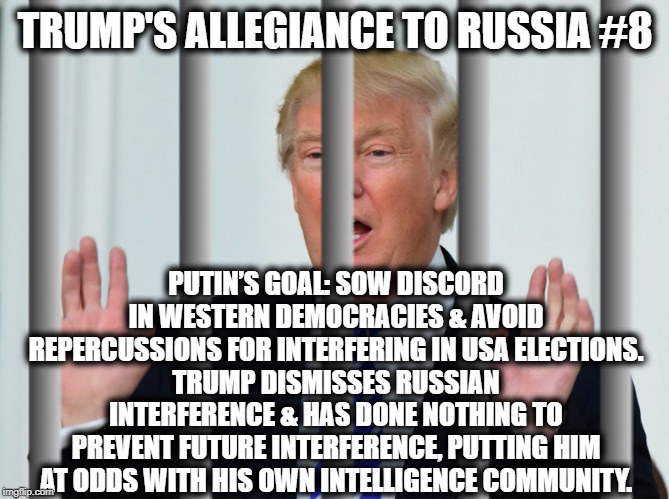 TRUMP'S ALLEGIANCE TO RUSSIA #8
PUTIN’S GOAL: SOW DISCORD
IN WESTERN DEMOCRACIES & AVOID
REPERCUSSIONS FOR INTERFERING IN USA ELECTIONS.
TRUMP DISMISSES RUSSIAN
INTERFERENCE & HAS DONE NOTHING TO
PREVENT FUTURE INTERFERENCE, PUTTING HIM
AT ODDS WITH HIS OWN INTELLIGENCE COMMUNITY.
imgflip.com